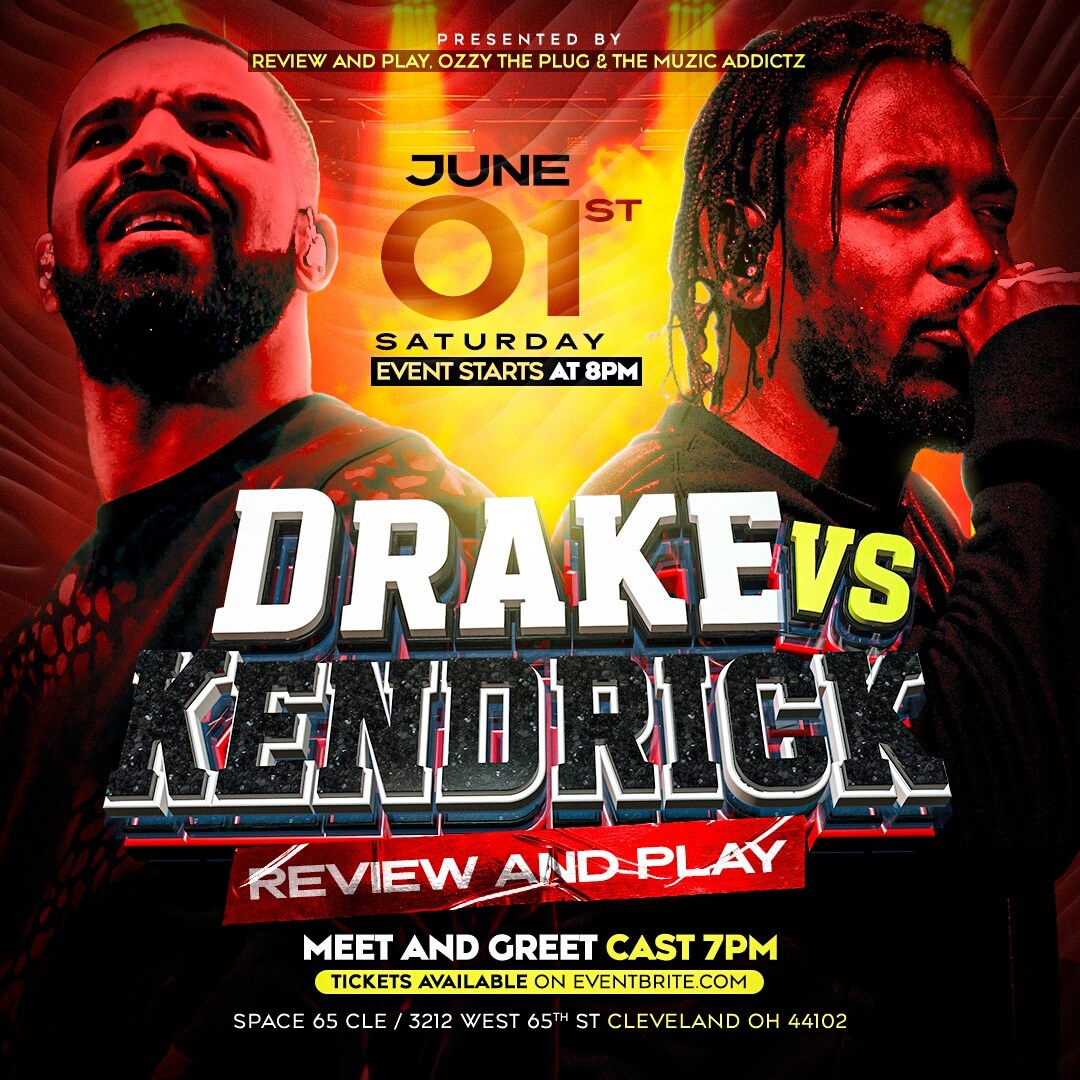 PRESENTED BY
REVIEW AND PLAY, OZZY THE PLUG & THE MUZIC ADDICTZ
JUNE
01ST
SATURDAY
EVENT STARTS AT 8PM
DRAKE VS
KENDRICK
REVIEW AND PLAY
MEET AND GREET CAST 7PM
TICKETS AVAILABLE ON EVENTBRITE.COM
SPACE 65 CLE / 3212 WEST 65TH ST CLEVELAND OH 44102